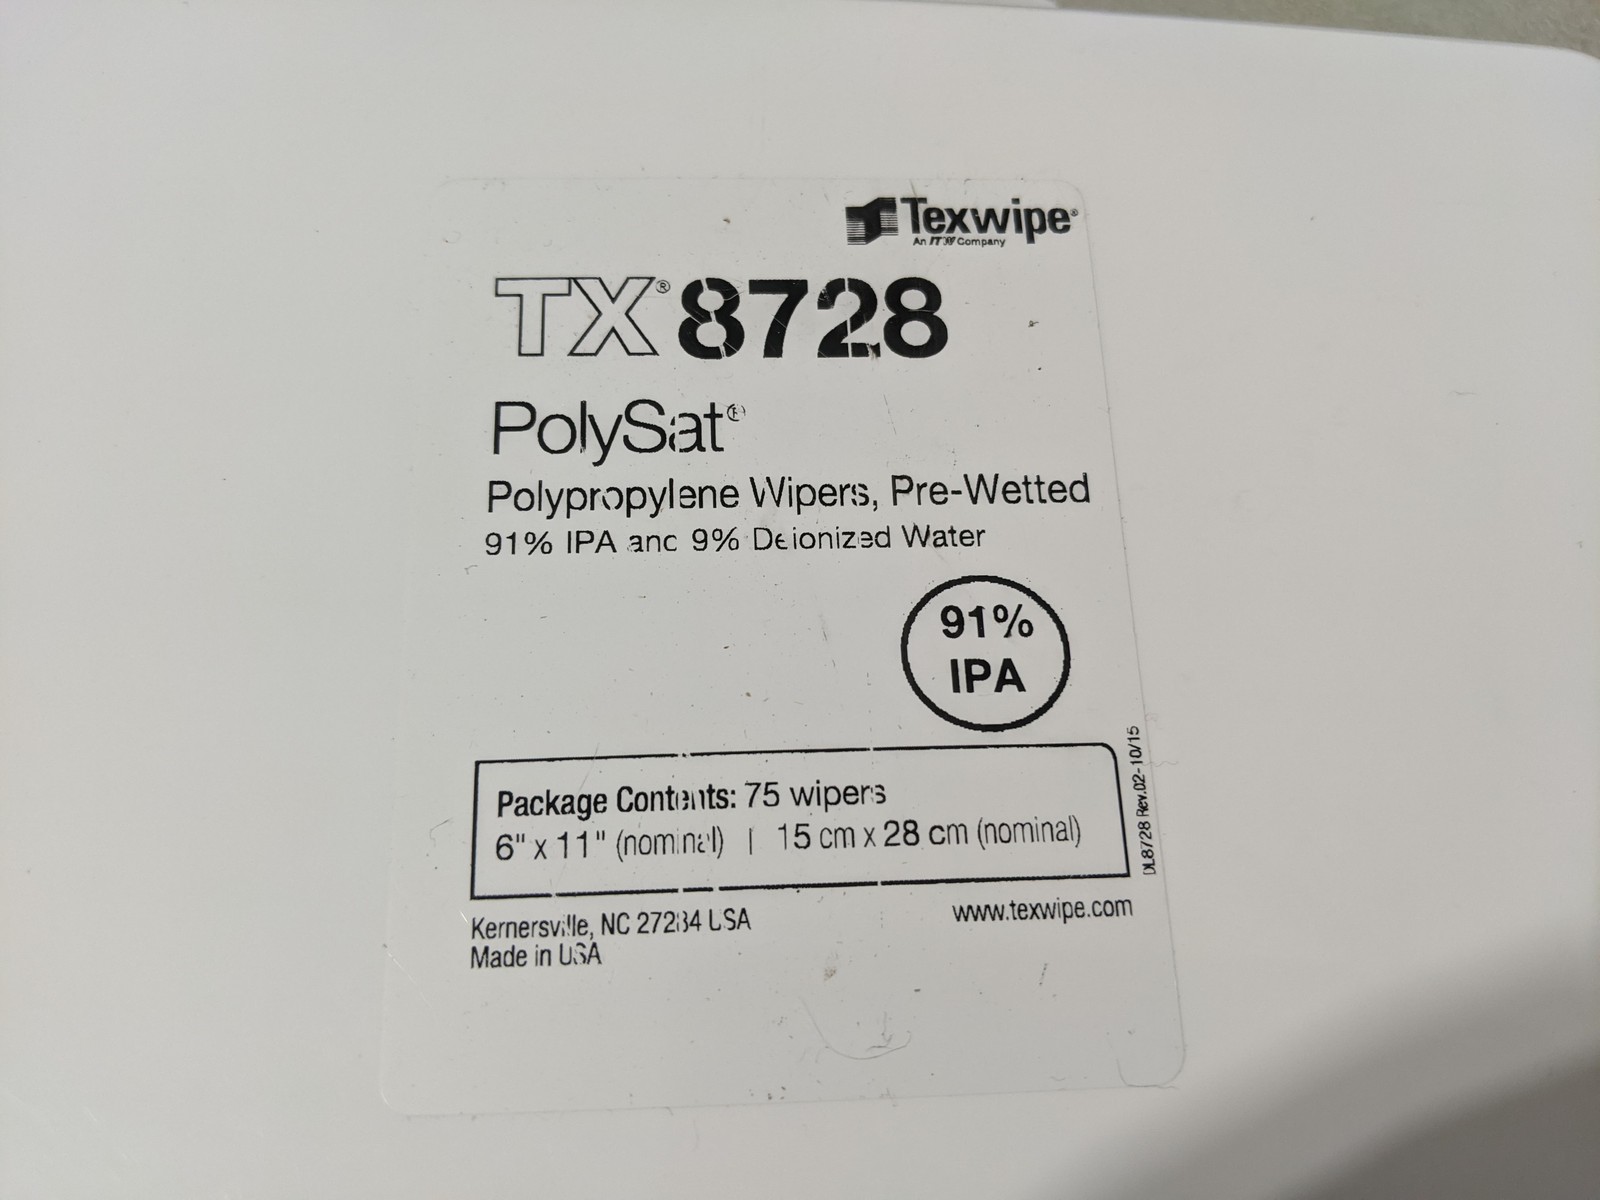 Texwipe®
An ITW Company
TX® 8728
PolySat®
Polypropylene Wipers, Pre-Wetted
91% IPA and 9% Deionized Water
91%
IPA
Package Contents: 75 wipers
6" x 11" (nominal) | 15 cm x 28 cm (nominal)
DL8728 Rev.02-10/15
Kernersville, NC 27284 USA
www.texwipe.com
Made in USA